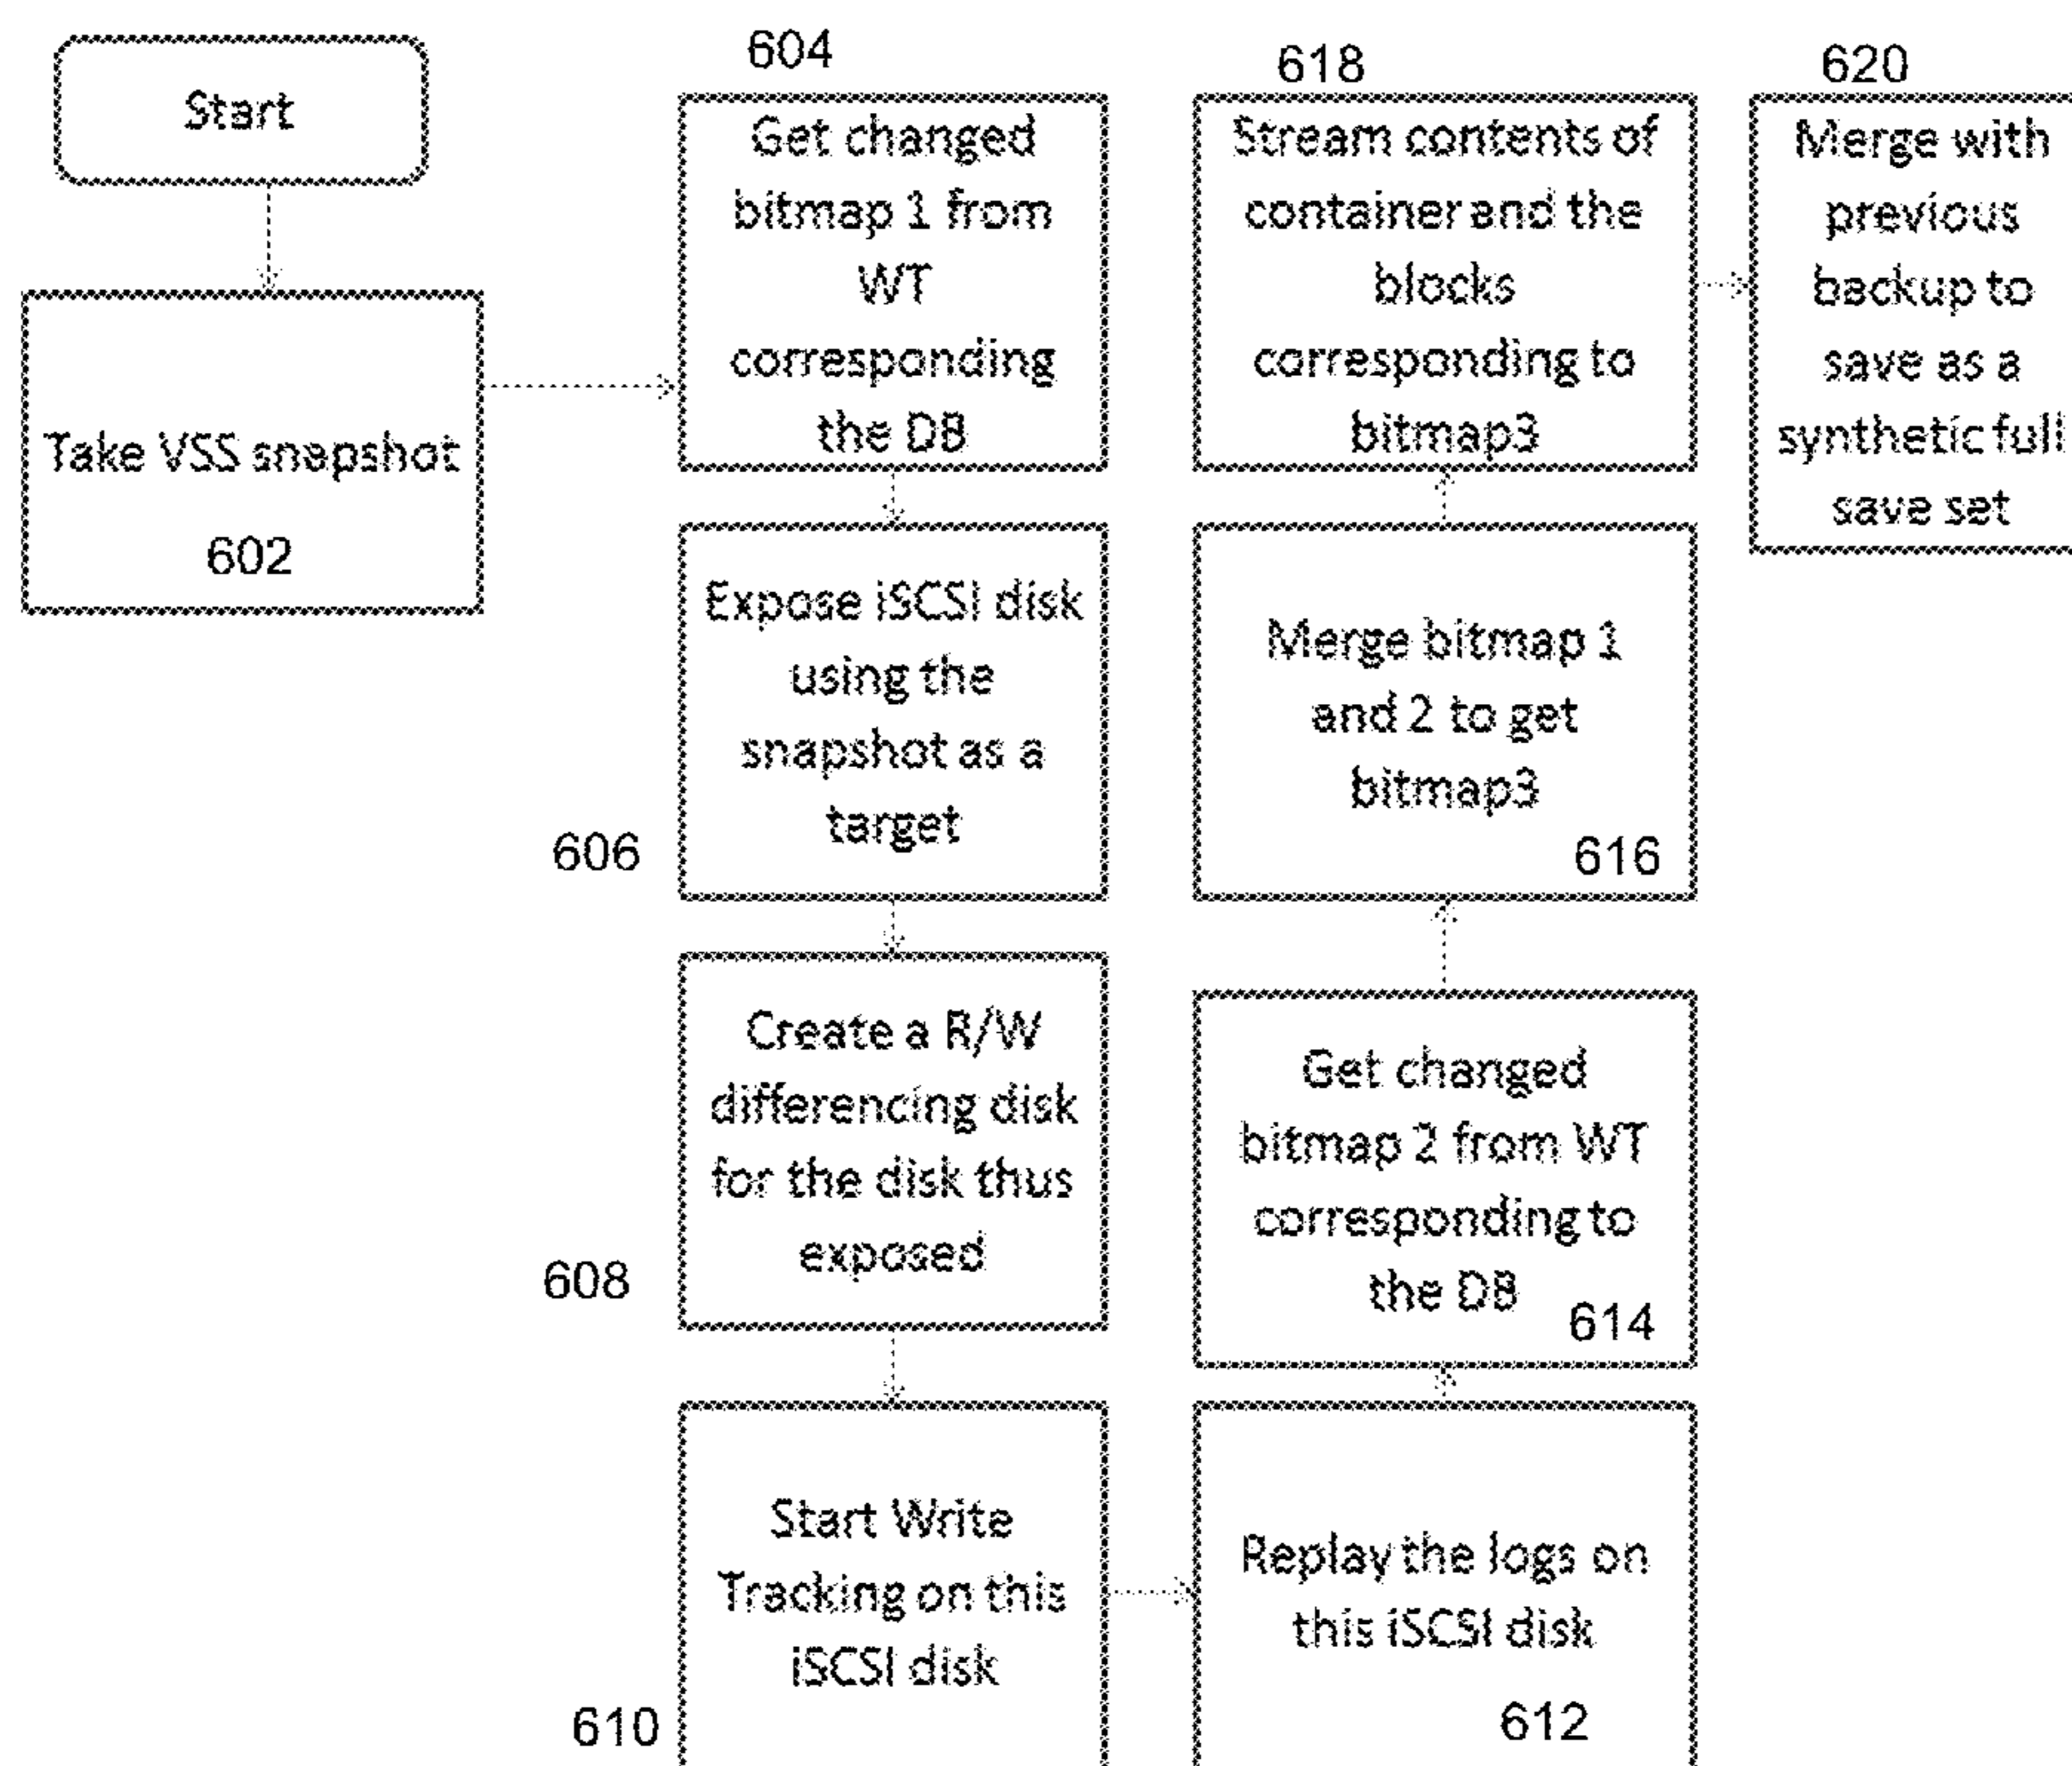 Start
Take VSS snapshot
602
604
Get changed
bitmap 1 from
WT
corresponding
the DB
Expose iSCSI disk
using the
snapshot as a
target
606
Create a R/W
differencing disk
for the disk thus
exposed
608
Start Write
Tracking on this
iSCSI disk
610
Replay the logs on
this iSCSI disk
612
Get changed
bitmap 2 from WT
corresponding to
the DB
614
Merge bitmap 1
and 2 to get
bitmap3
616
618
Stream contents of
container and the
blocks
corresponding to
bitmap3
620
Merge with
previous
backup to
save as a
synthetic full
save set